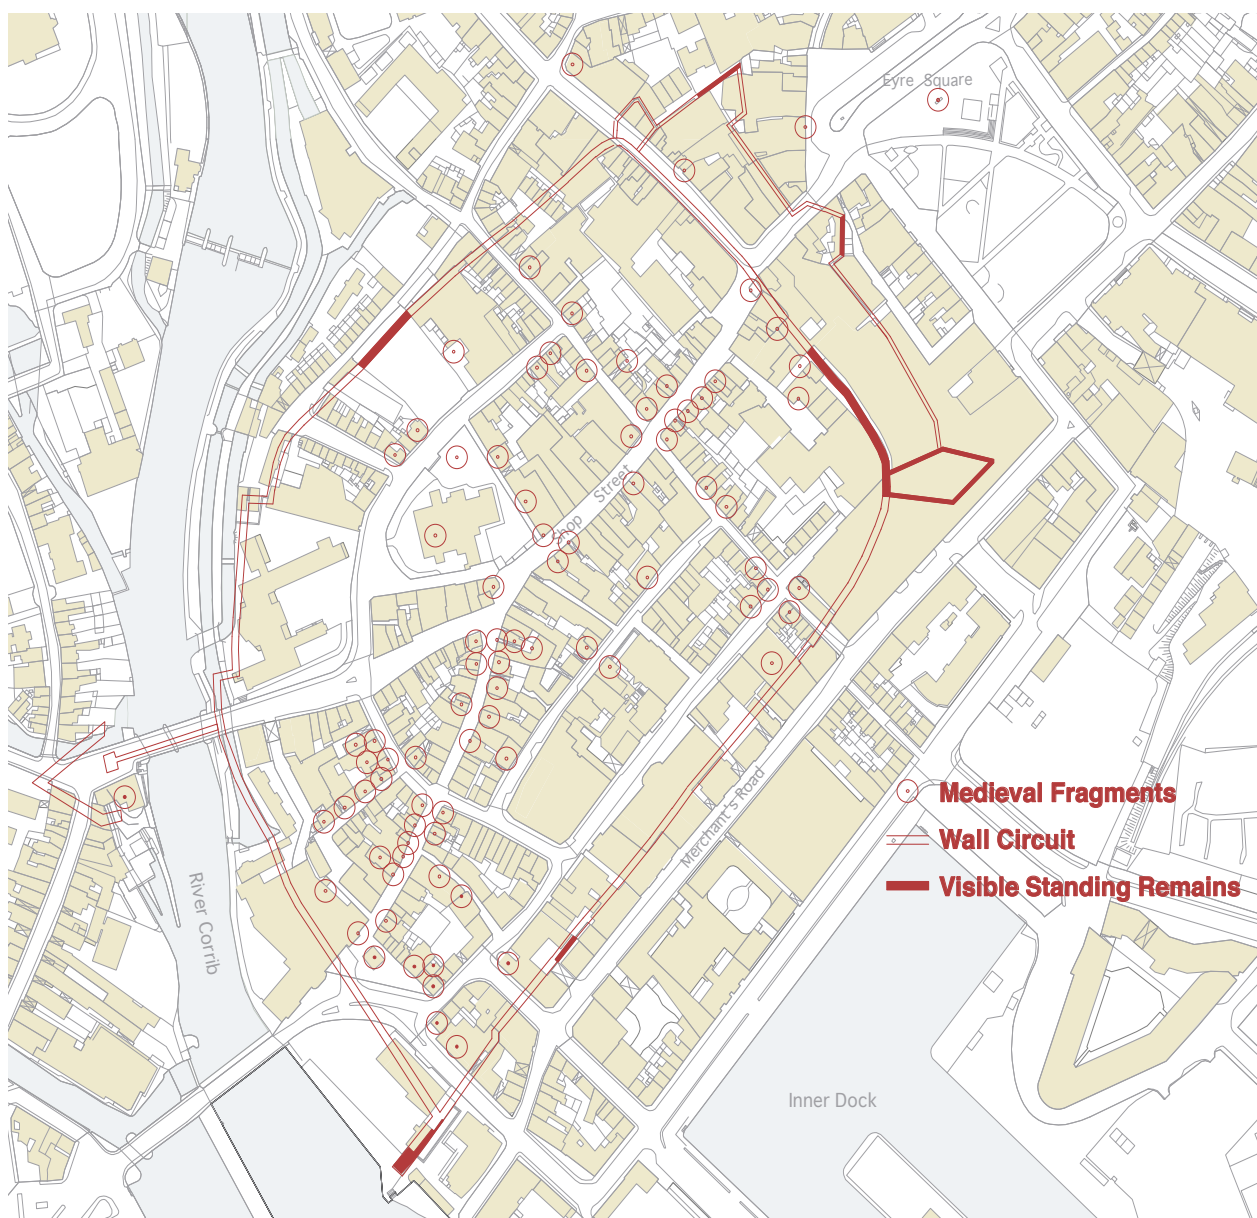 Eyre Square
Shop Street
Merchant's Road
Medieval Fragments
Wall Circuit
Visible Standing Remains
River Corrib
Inner Dock